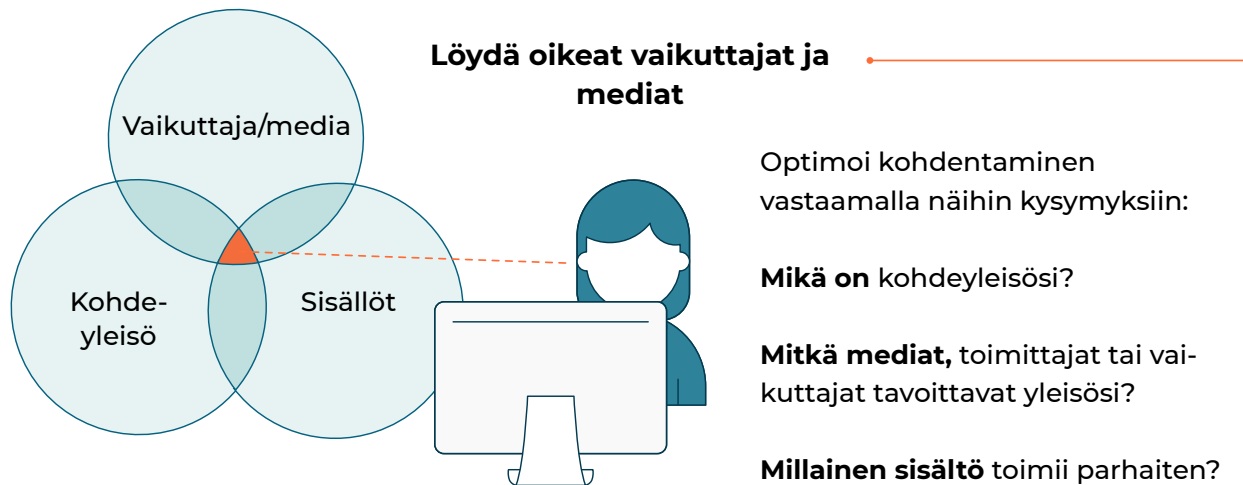 Löydä oikeat vaikuttajat ja
mediat
Vaikuttaja/media
Kohde-
yleisö
Sisällöt
Optimoi kohdentaminen
vastaamalla näihin kysymyksiin:
Mikä on kohdeyleisösi?
Mitkä mediat, toimittajat tai vai-
kuttajat tavoittavat yleisösi?
Millainen sisältö toimii parhaiten?